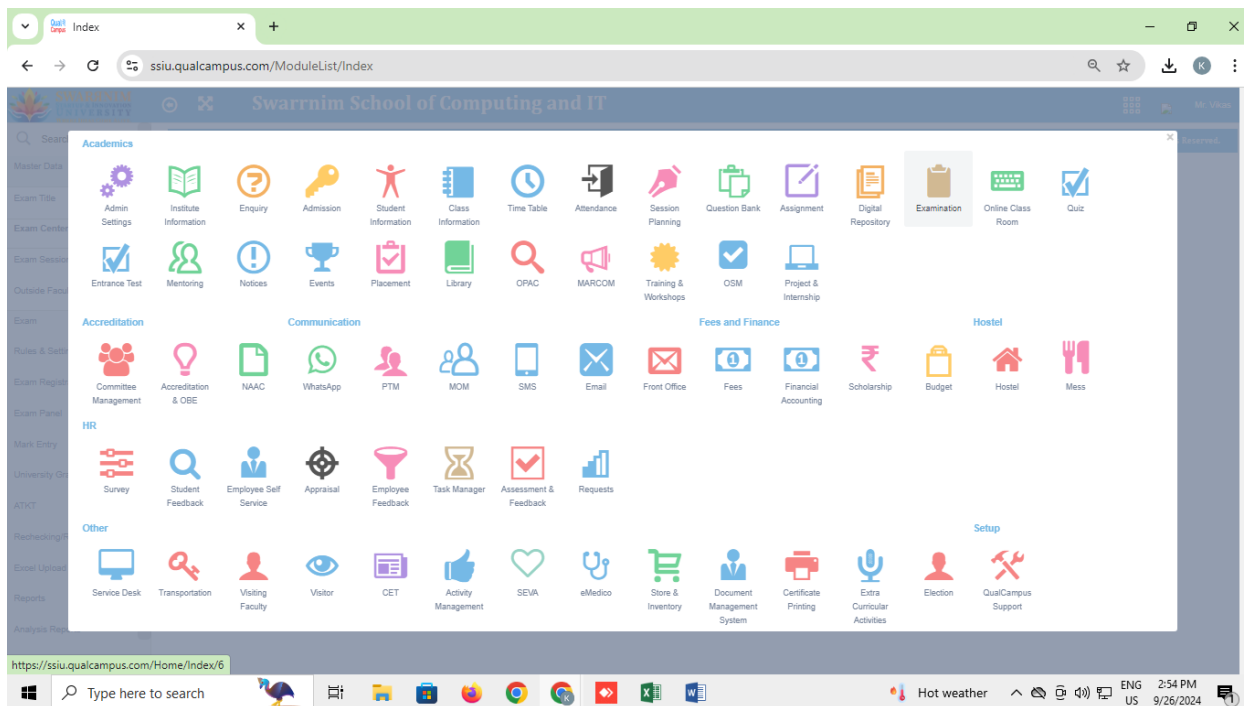 Index
ssiu.qualcampus.com/ModuleList/Index
K
UNIVERSITY
Swarrnim School of Computing and IT
Mr. Vikas
Reserved.
Search
Master Data
Exam Title
Exam Center
Exam Session
Exam
Exam Panel
Mark Entry
ATKT
Excel Upload
Reports
Academics
Admin Settings
Institute Information
Enquiry
Admission
Student Information
Class Information
Time Table
Attendance
Session Planning
Question Bank
Assignment
Digital Repository
Examination
Online Class Room
Quiz
Entrance Test
Mentoring
Notices
Events
Placement
Library
OPAC
MARCOM
Training & Workshops
OSM
Project & Internship
Accreditation
Communication
Fees and Finance
Hostel
Committee Management
Accreditation & OBE
NAAC
WhatsApp
PTM
MOM
SMS
Email
Front Office
Fees
Financial Accounting
Scholarship
Budget
Hostel
Mess
HR
Survey
Student Feedback
Employee Self Service
Appraisal
Employee Feedback
Task Manager
Assessment & Feedback
Requests
Other
Setup
Service Desk
Transportation
Visiting Faculty
Visitor
CET
Activity Management
SEVA
eMedico
Store & Inventory
Document Management System
Certificate Printing
Extra Curricular Activities
Election
QualCampus Support
https://ssiu.qualcampus.com/Home/Index/6
Type here to search
Hot weather
ENG
US
2:54 PM
9/26/2024